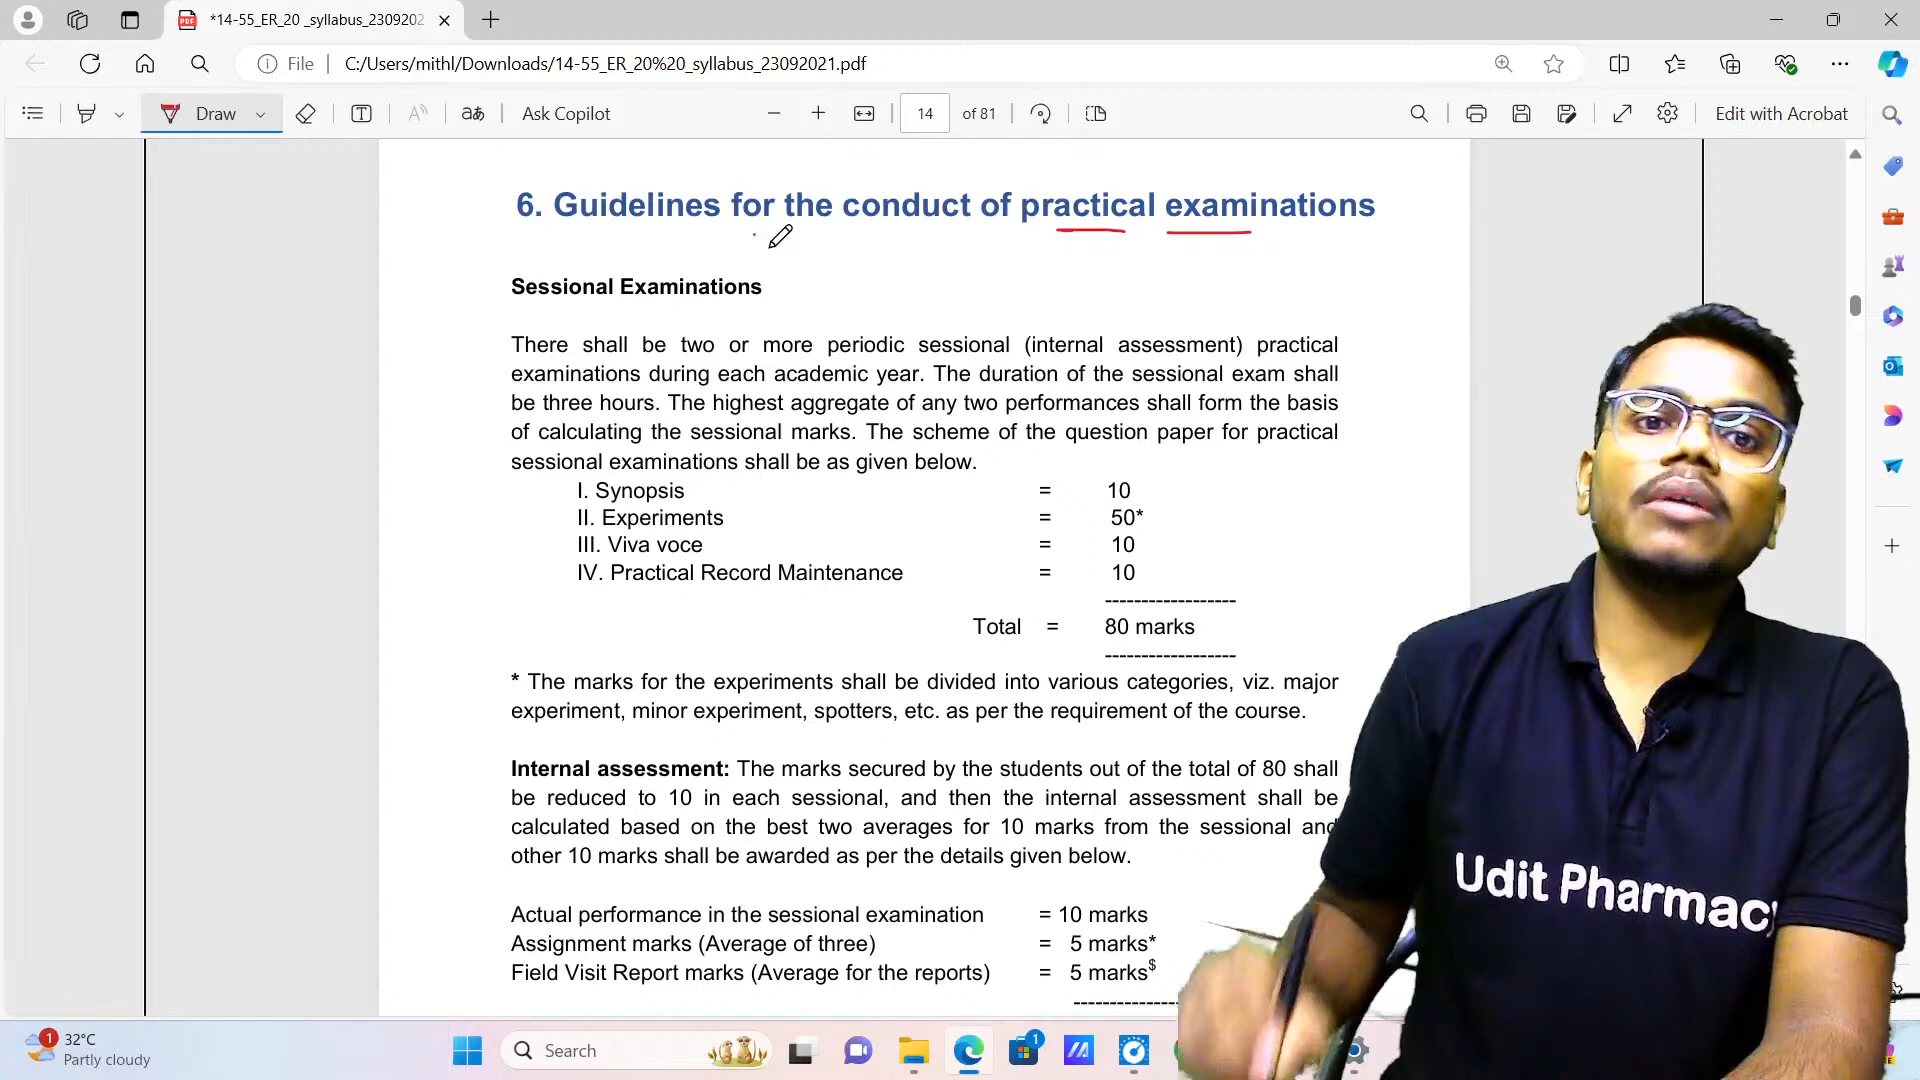 *14-55_ER_20 _syllabus_2309202
File
C:/Users/mithl/Downloads/14-55_ER_20%20_syllabus_23092021.pdf
Draw
Ask Copilot
14 of 81
Edit with Acrobat
6. Guidelines for the conduct of practical examinations
Sessional Examinations
There shall be two or more periodic sessional (internal assessment) practical
examinations during each academic year. The duration of the sessional exam shall
be three hours. The highest aggregate of any two performances shall form the basis
of calculating the sessional marks. The scheme of the question paper for practical
sessional examinations shall be as given below.
I. Synopsis = 10
II. Experiments = 50*
III. Viva voce = 10
IV. Practical Record Maintenance = 10
------------------
Total = 80 marks
------------------
* The marks for the experiments shall be divided into various categories, viz. major
experiment, minor experiment, spotters, etc. as per the requirement of the course.
Internal assessment: The marks secured by the students out of the total of 80 shall
be reduced to 10 in each sessional, and then the internal assessment shall be
calculated based on the best two averages for 10 marks from the sessional and
other 10 marks shall be awarded as per the details given below.
Actual performance in the sessional examination = 10 marks
Assignment marks (Average of three) = 5 marks*
Field Visit Report marks (Average for the reports) = 5 marks$
Udit Pharmacy
1
32°C
Partly cloudy
Search
1